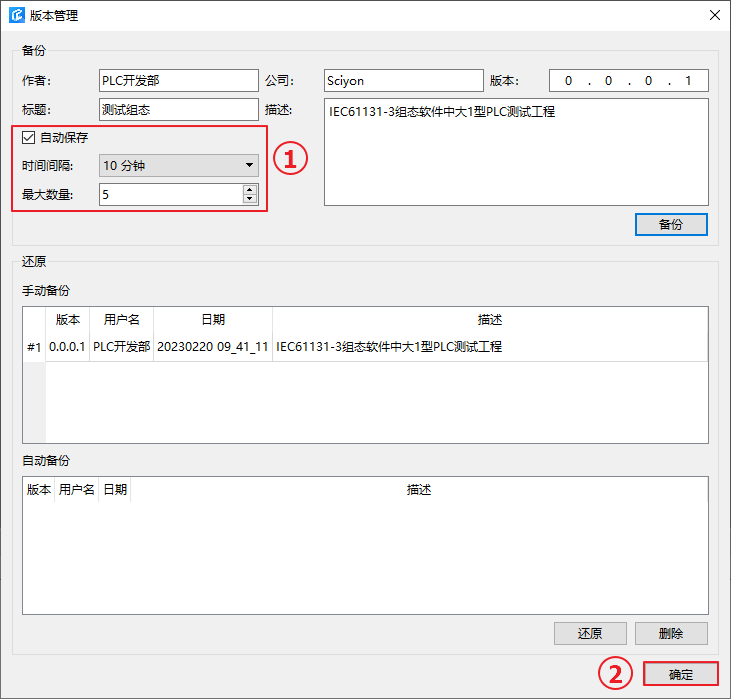 版本管理
备份
作者: PLC开发部 公司: Sciyon 版本: 0 . 0 . 0 . 1
标题: 测试组态 描述: IEC61131-3组态软件中大1型PLC测试工程
自动保存
时间间隔: 10 分钟
①
最大数量: 5
备份
还原
手动备份
版本 用户名 日期 描述
#1 0.0.0.1 PLC开发部 20230220 09_41_11 IEC61131-3组态软件中大1型PLC测试工程
自动备份
版本 用户名 日期 描述
还原 删除
② 确定